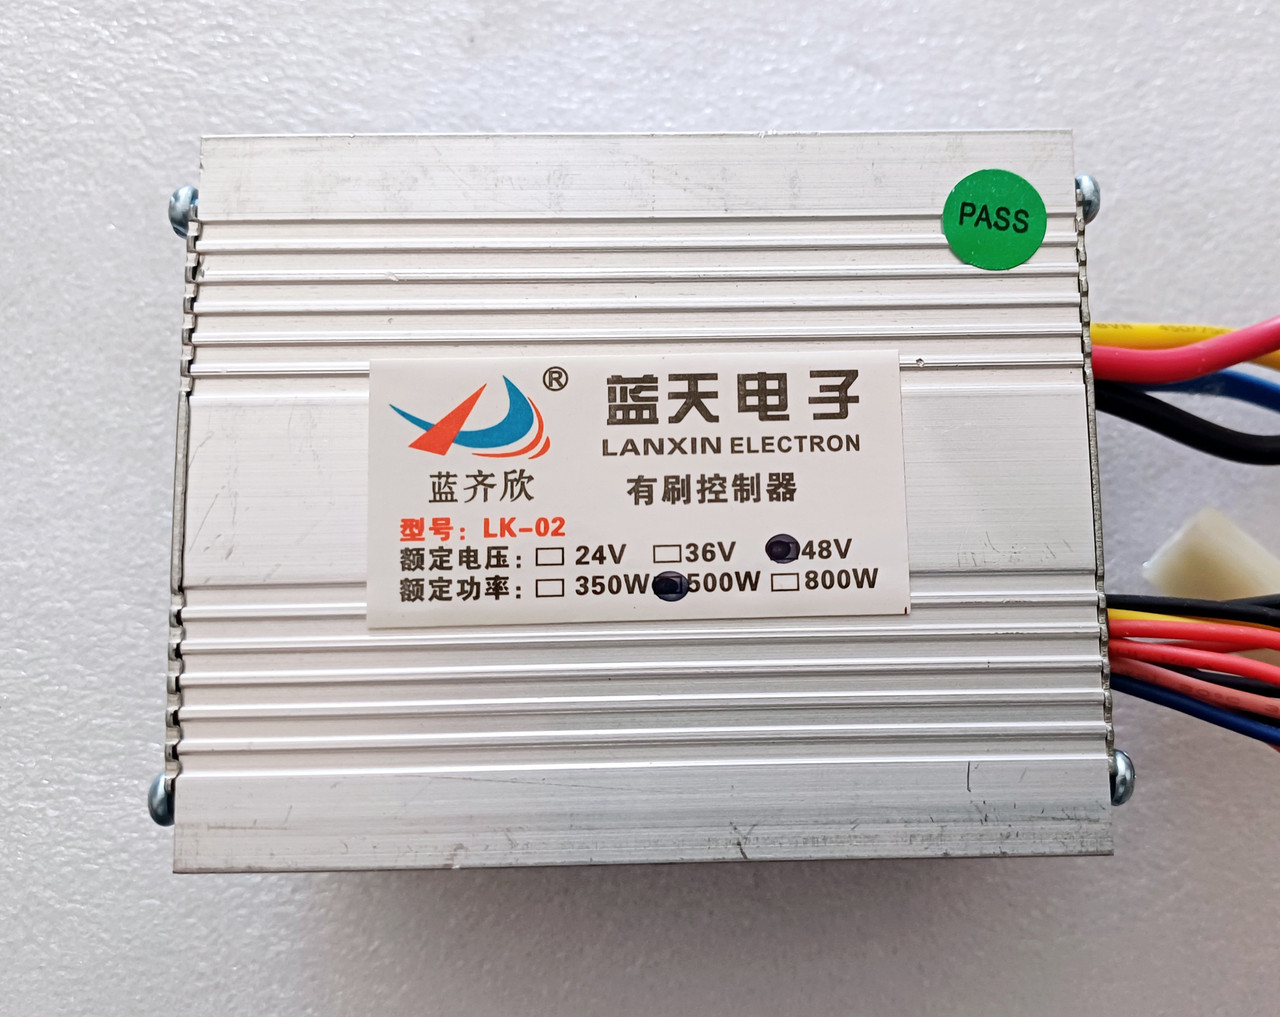 PASS
®
蓝天电子
LANXIN ELECTRON
蓝齐欣
有刷控制器
型号：LK-02
额定电压：□ 24V □36V □48V
额定功率：□ 350W □500W □800W